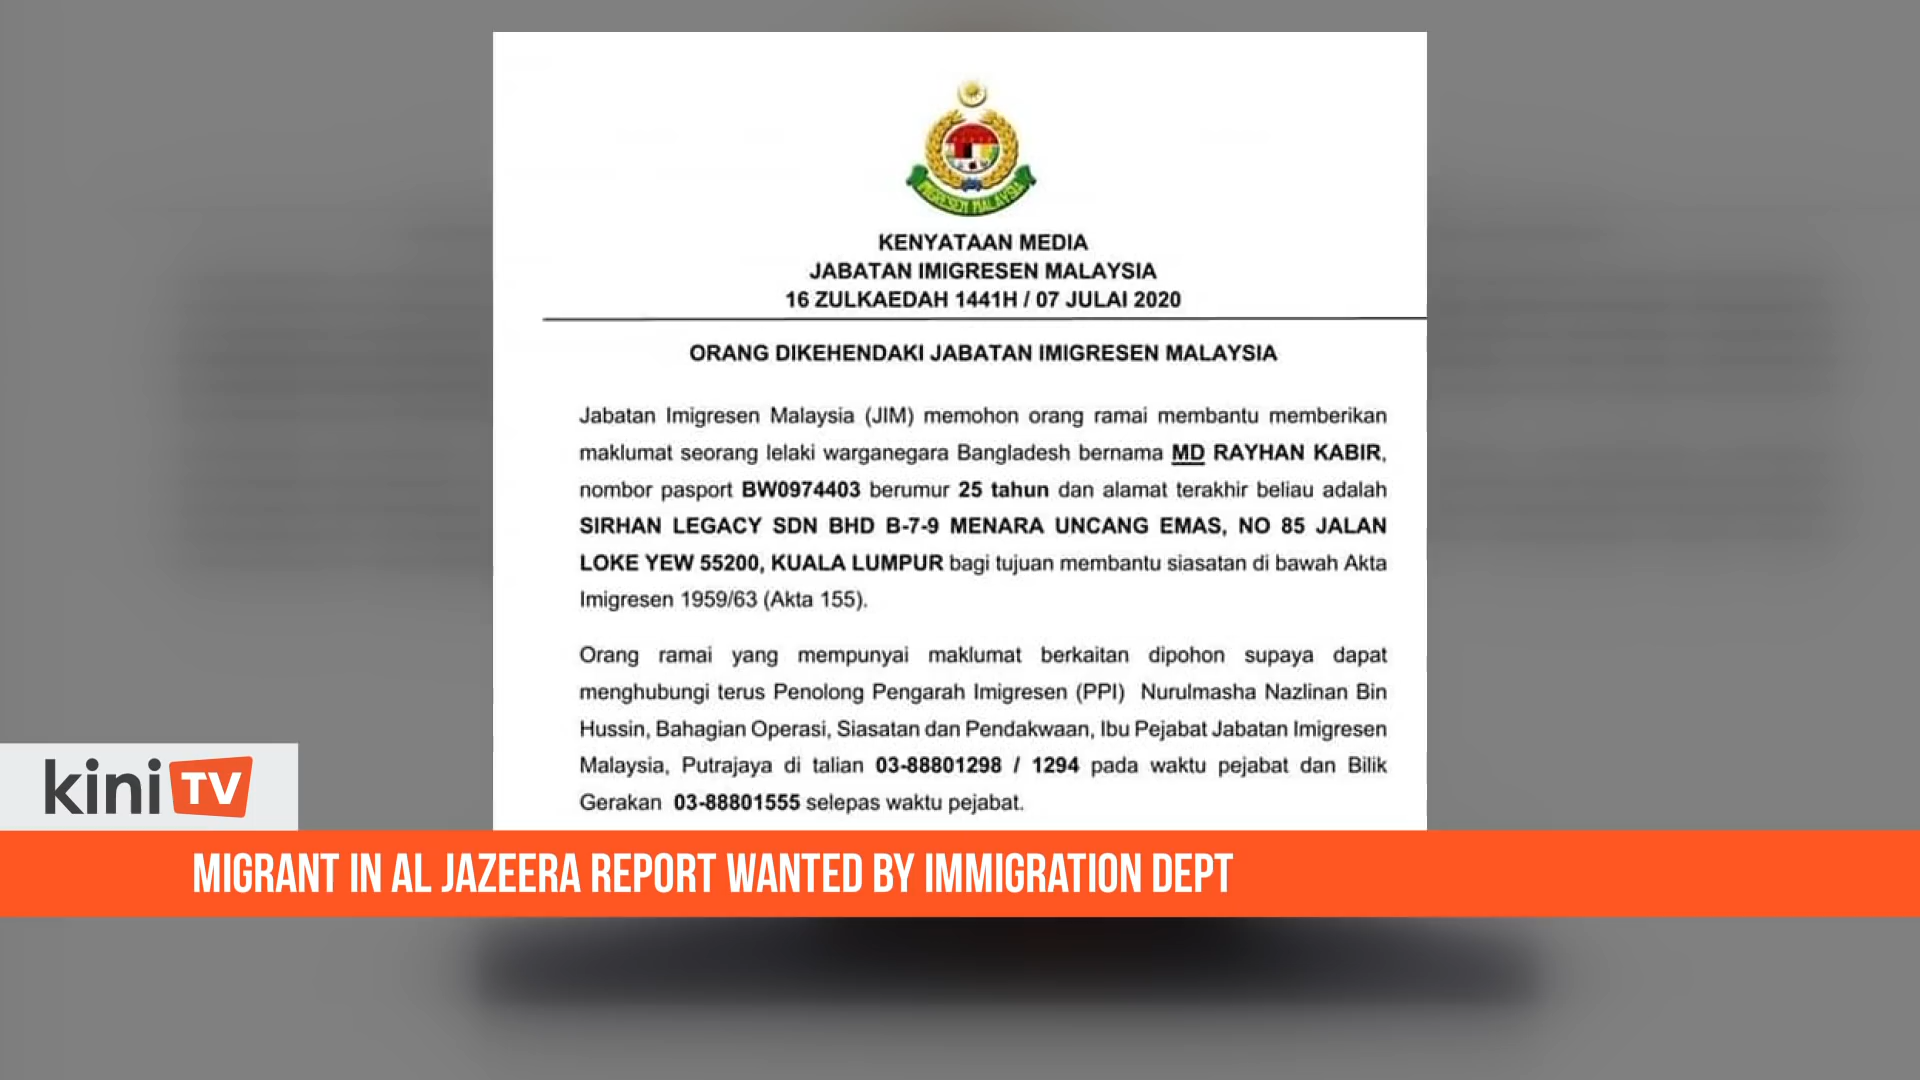 IMIGRESEN MALAYSIA
KENYATAAN MEDIA
JABATAN IMIGRESEN MALAYSIA
16 ZULKAEDAH 1441H / 07 JULAI 2020
ORANG DIKEHENDAKI JABATAN IMIGRESEN MALAYSIA
Jabatan Imigresen Malaysia (JIM) memohon orang ramai membantu memberikan
maklumat seorang lelaki warganegara Bangladesh bernama MD RAYHAN KABIR,
nombor pasport BW0974403 berumur 25 tahun dan alamat terakhir beliau adalah
SIRHAN LEGACY SDN BHD B-7-9 MENARA UNCANG EMAS, NO 85 JALAN
LOKE YEW 55200, KUALA LUMPUR bagi tujuan membantu siasatan di bawah Akta
Imigresen 1959/63 (Akta 155).
Orang ramai yang mempunyai maklumat berkaitan dipohon supaya dapat
menghubungi terus Penolong Pengarah Imigresen (PPI) Nurulmasha Nazlinan Bin
Hussin, Bahagian Operasi, Siasatan dan Pendakwaan, Ibu Pejabat Jabatan Imigresen
Malaysia, Putrajaya di talian 03-88801298 / 1294 pada waktu pejabat dan Bilik
Gerakan 03-88801555 selepas waktu pejabat.
kini TV
MIGRANT IN AL JAZEERA REPORT WANTED BY IMMIGRATION DEPT